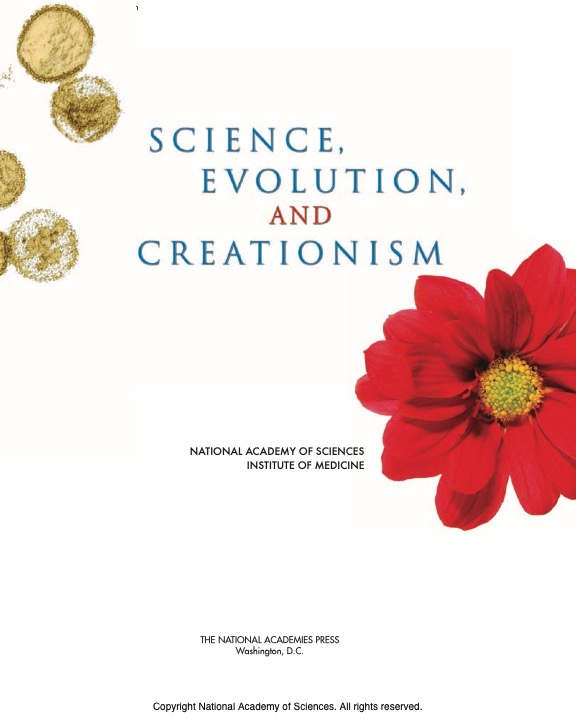 SCIENCE,
EVOLUTION,
AND
CREATIONISM
NATIONAL ACADEMY OF SCIENCES
INSTITUTE OF MEDICINE
THE NATIONAL ACADEMIES PRESS
Washington, D.C.
Copyright National Academy of Sciences. All rights reserved.